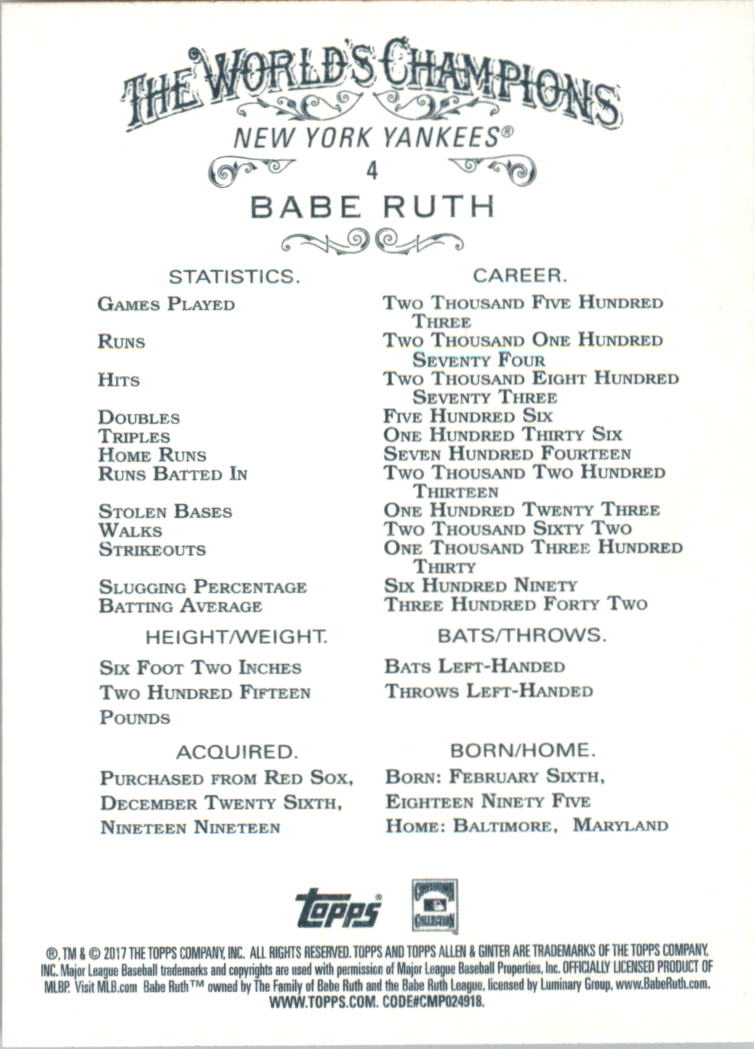 THE WORLD'S CHAMPIONS
NEW YORK YANKEES®
4
BABE RUTH
STATISTICS. CAREER.
GAMES PLAYED TWO THOUSAND FIVE HUNDRED
THREE
RUNS TWO THOUSAND ONE HUNDRED
SEVENTY FOUR
HITS TWO THOUSAND EIGHT HUNDRED
SEVENTY THREE
DOUBLES FIVE HUNDRED SIX
TRIPLES ONE HUNDRED THIRTY SIX
HOME RUNS SEVEN HUNDRED FOURTEEN
RUNS BATTED IN TWO THOUSAND TWO HUNDRED
THIRTEEN
STOLEN BASES ONE HUNDRED TWENTY THREE
WALKS TWO THOUSAND SIXTY TWO
STRIKEOUTS ONE THOUSAND THREE HUNDRED
THIRTY
SLUGGING PERCENTAGE SIX HUNDRED NINETY
BATTING AVERAGE THREE HUNDRED FORTY TWO
HEIGHT/WEIGHT.
SIX FOOT TWO INCHES
TWO HUNDRED FIFTEEN
POUNDS
BATS/THROWS.
BATS LEFT-HANDED
THROWS LEFT-HANDED
ACQUIRED.
PURCHASED FROM RED SOX,
DECEMBER TWENTY SIXTH,
NINETEEN NINETEEN
BORN/HOME.
BORN: FEBRUARY SIXTH,
EIGHTEEN NINETY FIVE
HOME: BALTIMORE, MARYLAND
Topps®
COOPERSTOWN
COLLECTION
®, TM & © 2017 THE TOPPS COMPANY, INC. ALL RIGHTS RESERVED. TOPPS AND TOPPS ALLEN & GINTER ARE TRADEMARKS OF THE TOPPS COMPANY,
INC. Major League Baseball trademarks and copyrights are used with permission of Major League Baseball Properties, Inc. OFFICIALLY LICENSED PRODUCT OF
MLBP. Visit MLB.com Babe Ruth™ owned by The Family of Babe Ruth and the Babe Ruth League, licensed by Luminary Group, www.BabeRuth.com.
WWW.TOPPS.COM. CODE#CMP024918.